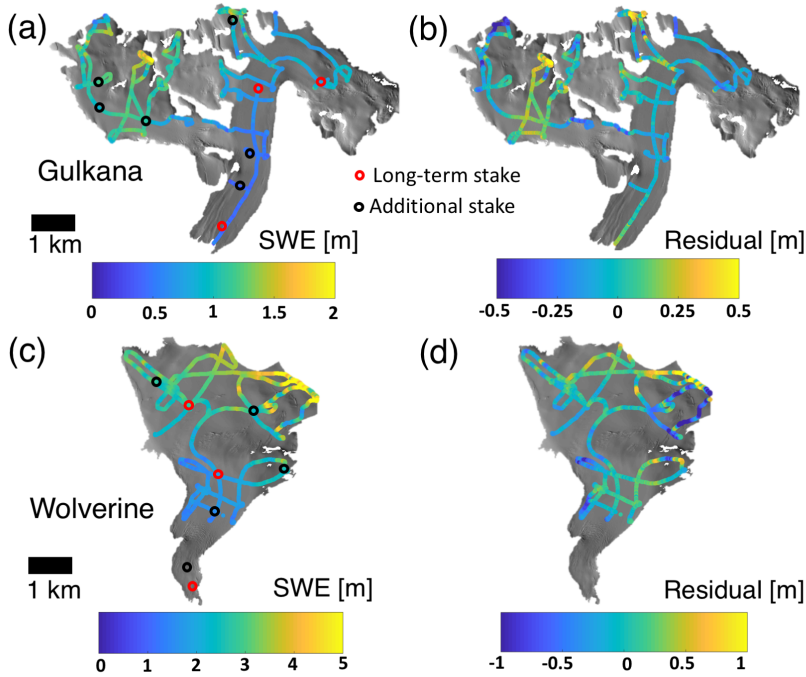 (a)
(b)
Gulkana
Long-term stake
Additional stake
1 km
SWE [m]
Residual [m]
0 0.5 1 1.5 2
-0.5 -0.25 0 0.25 0.5
(c)
(d)
Wolverine
1 km
SWE [m]
Residual [m]
0 1 2 3 4 5
-1 -0.5 0 0.5 1